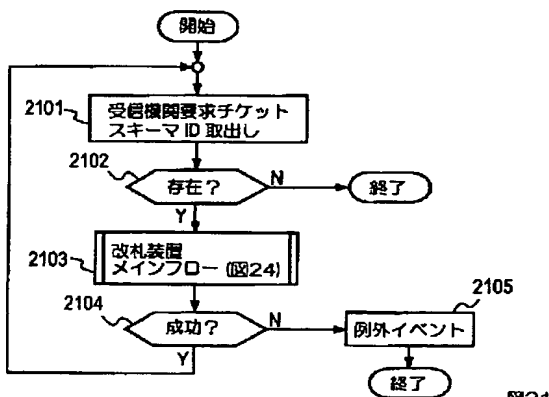 開始
2101
受信機関要求チケット
スキーマ ID 取出し
2102
存在?
N
終了
Y
2103
改札装置
メインフロー (図24)
2104
成功?
N
2105
例外イベント
Y
終了